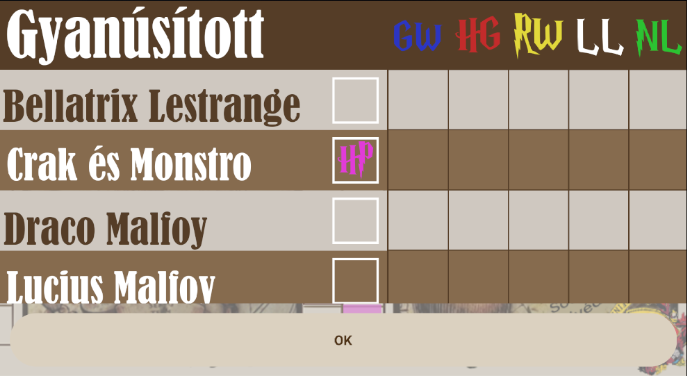 Gyanúsított GW HG RW LL NL
Bellatrix Lestrange
Crak és Monstro HP
Draco Malfoy
Lucius Malfoy
OK